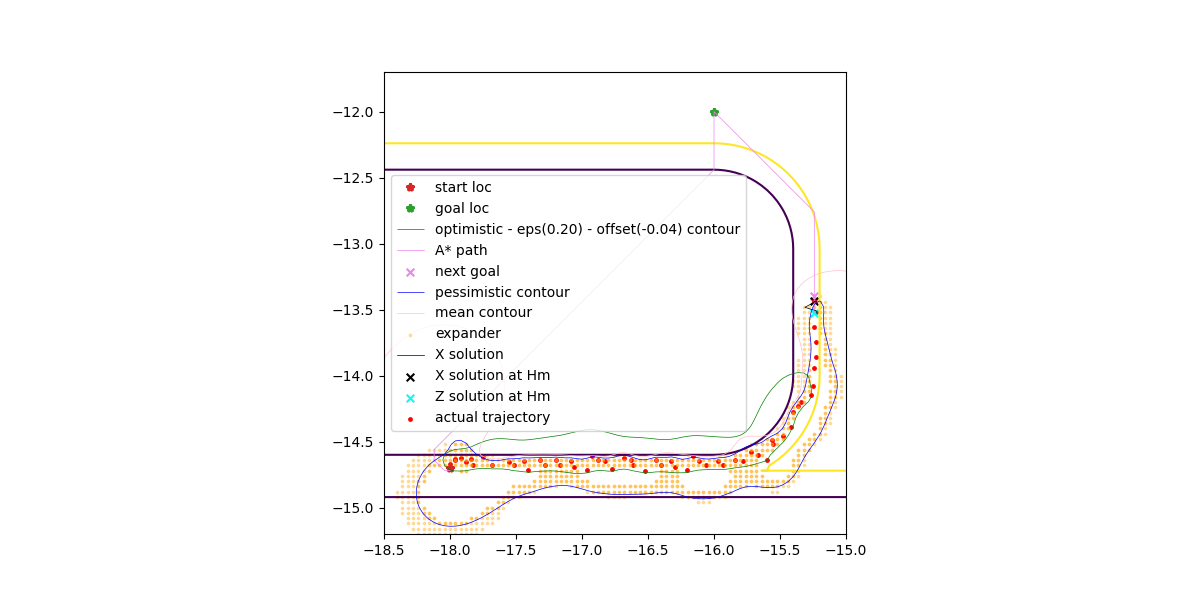 −12.0
−12.5
−13.0
−13.5
−14.0
−14.5
−15.0
start loc
goal loc
optimistic - eps(0.20) - offset(-0.04) contour
A* path
next goal
pessimistic contour
mean contour
expander
X solution
X solution at Hm
Z solution at Hm
actual trajectory
−18.5 −18.0 −17.5 −17.0 −16.5 −16.0 −15.5 −15.0